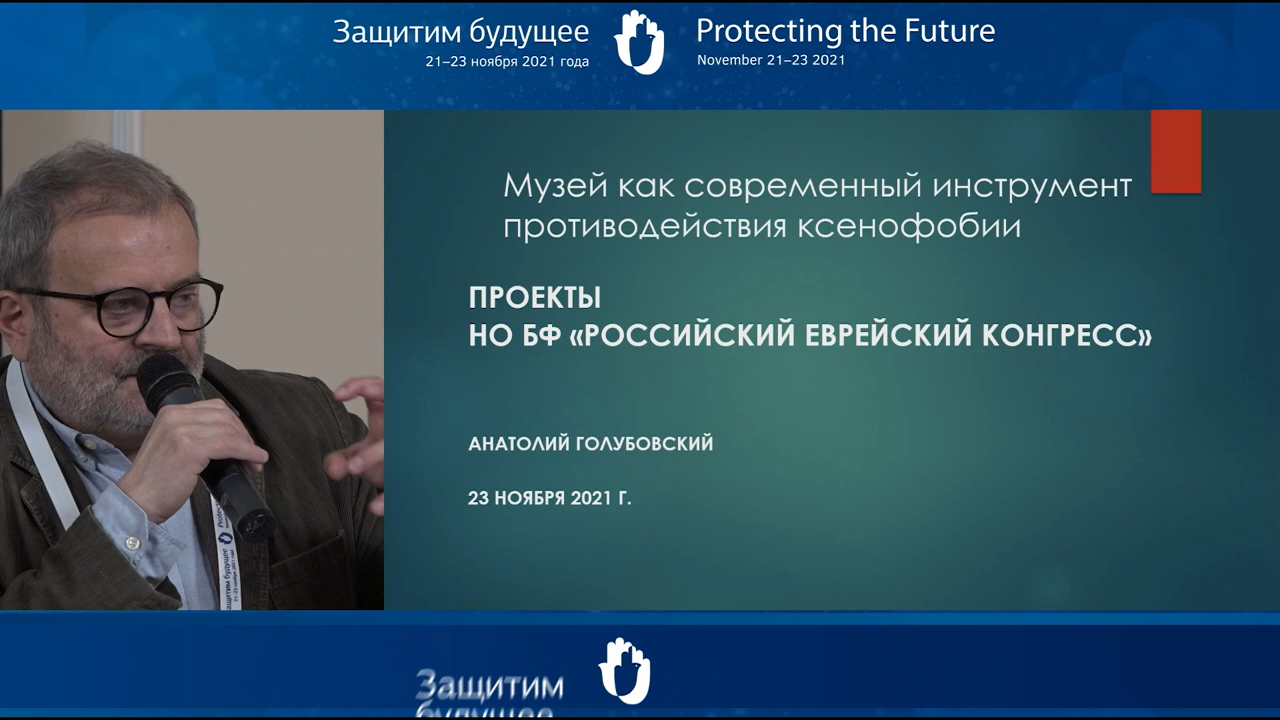 Защитим будущее
21–23 ноября 2021 года
Protecting the Future
November 21–23 2021
Музей как современный инструмент
противодействия ксенофобии
ПРОЕКТЫ
НО БФ «РОССИЙСКИЙ ЕВРЕЙСКИЙ КОНГРЕСС»
АНАТОЛИЙ ГОЛУБОВСКИЙ
23 НОЯБРЯ 2021 Г.
Защитим
будущее